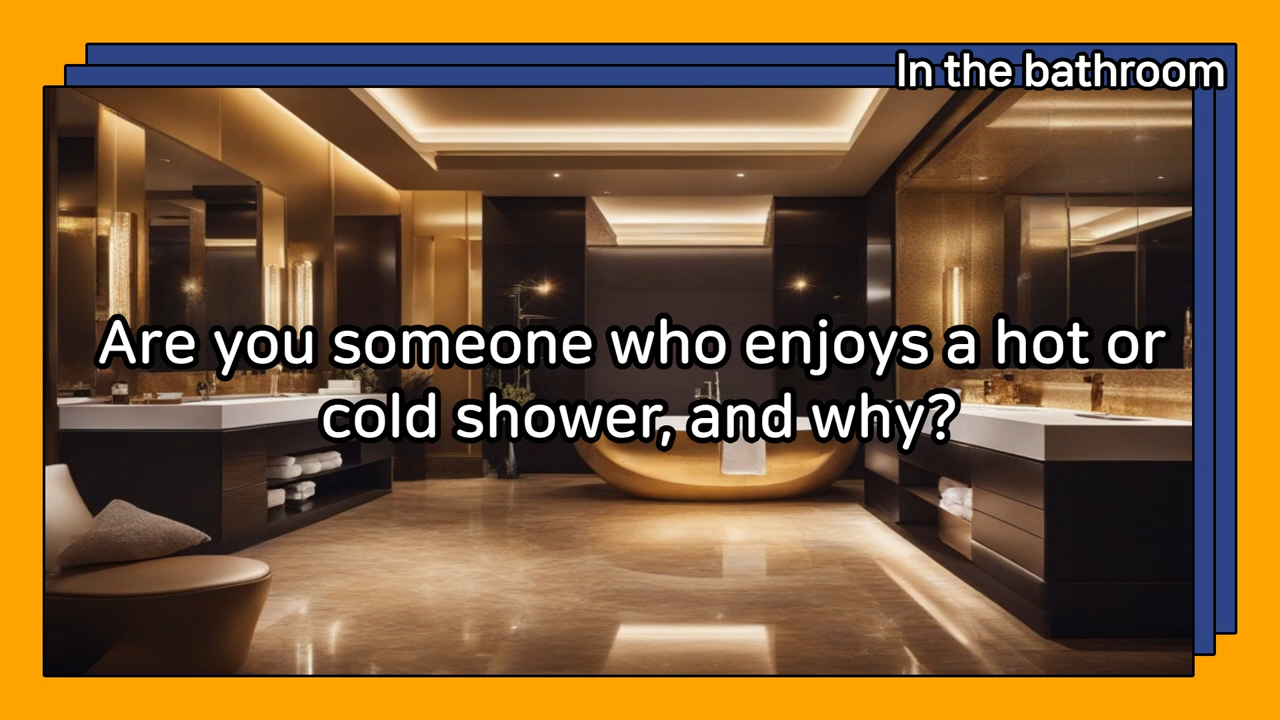 In the bathroom
Are you someone who enjoys a hot or
cold shower, and why?